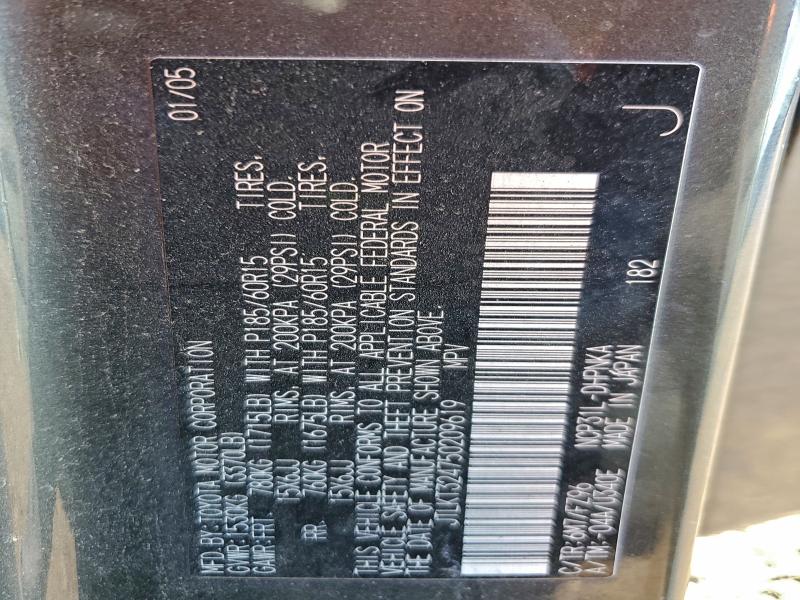 MFD.BY:TOYOTA MOTOR CORPORATION 01/05
GVWR:1530KG (3370LB)
GAWR:FRT 780KG (1715LB) WITH P185/60R15 TIRES,
15X6JJ RIMS, AT 200KPA (29PSI) COLD.
RR 760KG (1675LB) WITH P185/60R15 TIRES,
15X6JJ RIMS, AT 200KPA (29PSI) COLD.
THIS VEHICLE CONFORMS TO ALL APPLICABLE FEDERAL MOTOR
VEHICLE SAFETY AND THEFT PREVENTION STANDARDS IN EFFECT ON
THE DATE OF MANUFACTURE SHOWN ABOVE.
JTLKT324750209619 MPV
C/TR:6M7/FZ96 NCP31L-DHPNKA 182
A/TM:-04A/U340E MADE IN JAPAN
J